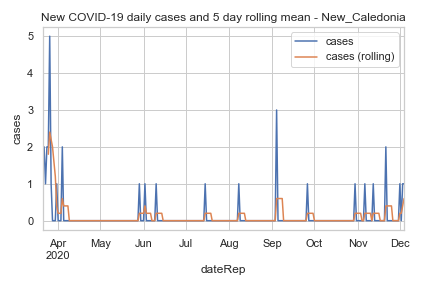 New COVID-19 daily cases and 5 day rolling mean - New_Caledonia
cases
cases (rolling)
cases
5
4
3
2
1
0
Apr May Jun Jul Aug Sep Oct Nov Dec
2020
dateRep